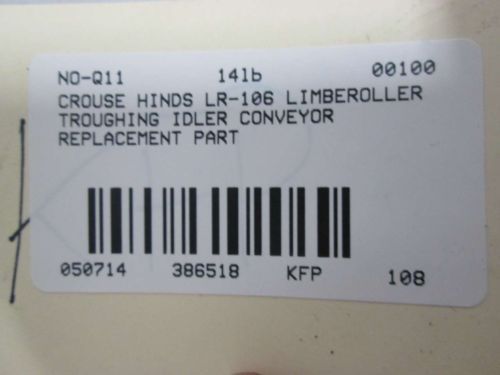 NO-Q11 14lb 00100
CROUSE HINDS LR-106 LIMBEROLLER
TROUGHING IDLER CONVEYOR
REPLACEMENT PART
050714 386518 KFP 108